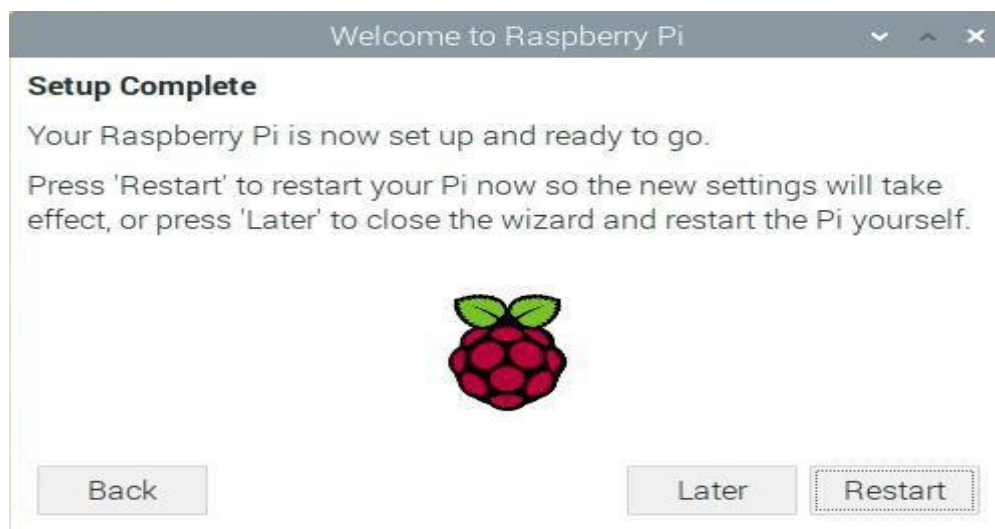 Welcome to Raspberry Pi
Setup Complete
Your Raspberry Pi is now set up and ready to go.
Press 'Restart' to restart your Pi now so the new settings will take
effect, or press 'Later' to close the wizard and restart the Pi yourself.
Back
Later
Restart